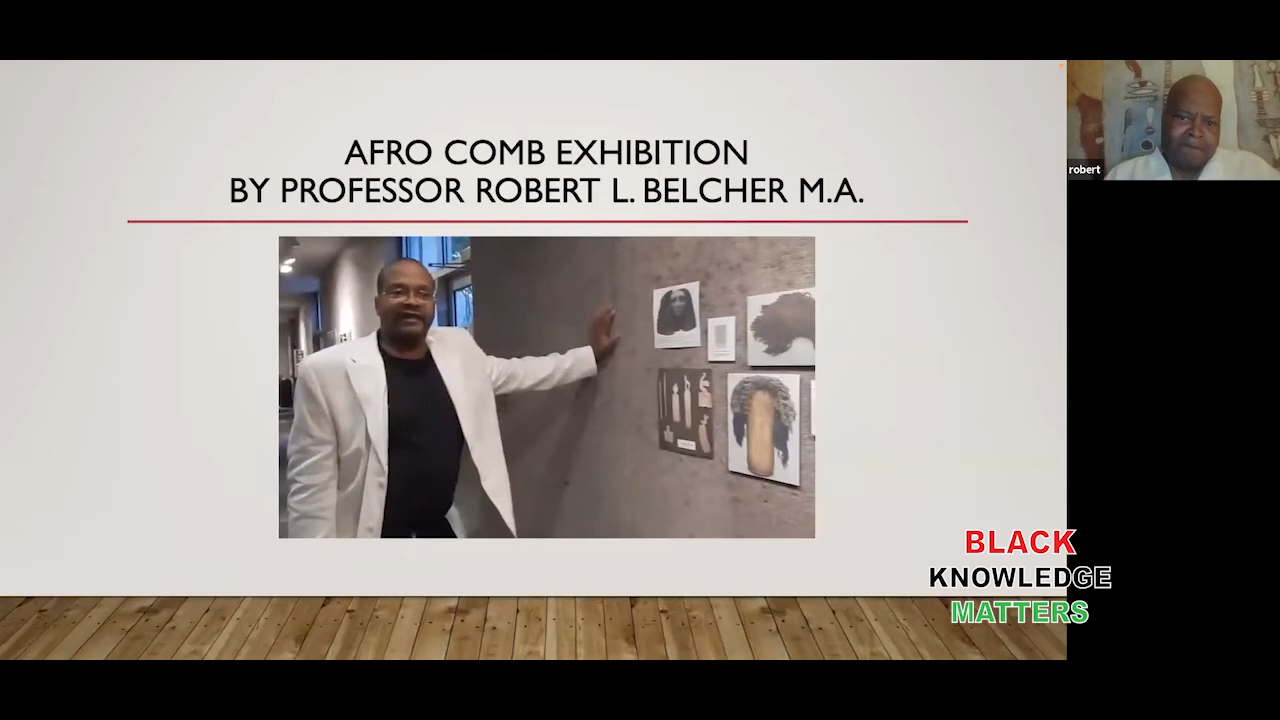 AFRO COMB EXHIBITION
BY PROFESSOR ROBERT L. BELCHER M.A.
robert
BLACK
KNOWLEDGE
MATTERS